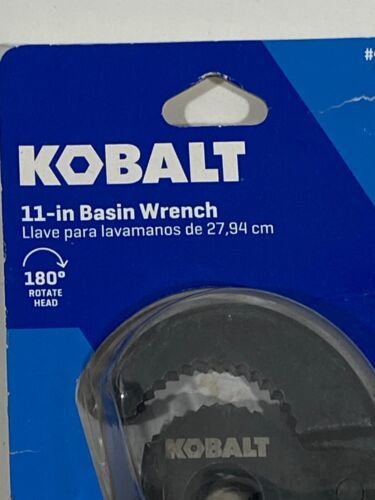 #
KOBALT
11-in Basin Wrench
Llave para lavamanos de 27,94 cm
180°
ROTATE
HEAD
KOBALT